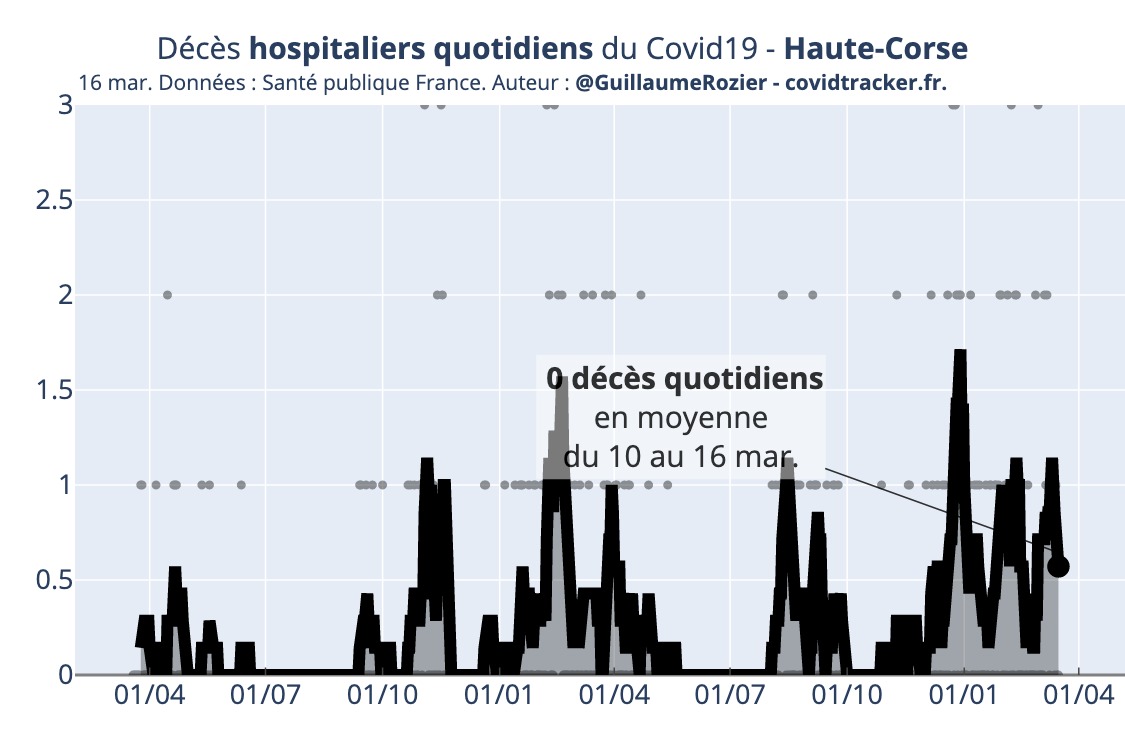 Décès hospitaliers quotidiens du Covid19 - Haute-Corse
16 mar. Données : Santé publique France. Auteur : @GuillaumeRozier - covidtracker.fr.
3
2.5
2
1.5
1
0.5
0
0 décès quotidiens
en moyenne
du 10 au 16 mar.
01/04 01/07 01/10 01/01 01/04 01/07 01/10 01/01 01/04